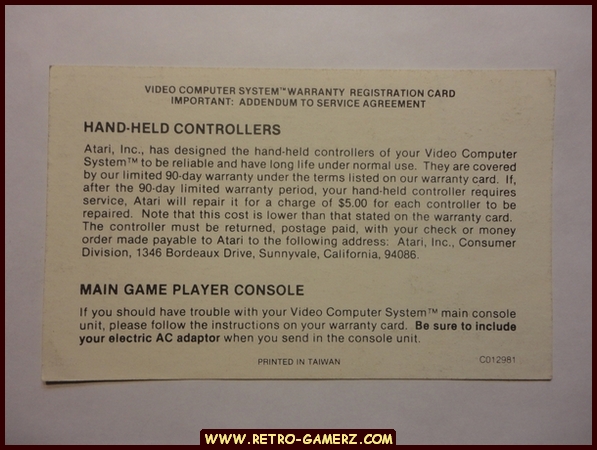 VIDEO COMPUTER SYSTEM™ WARRANTY REGISTRATION CARD
IMPORTANT: ADDENDUM TO SERVICE AGREEMENT
HAND-HELD CONTROLLERS
Atari, Inc., has designed the hand-held controllers of your Video Computer
System™ to be reliable and have long life under normal use. They are covered
by our limited 90-day warranty under the terms listed on our warranty card. If,
after the 90-day limited warranty period, your hand-held controller requires
service, Atari will repair it for a charge of $5.00 for each controller to be
repaired. Note that this cost is lower than that stated on the warranty card.
The controller must be returned, postage paid, with your check or money
order made payable to Atari to the following address: Atari, Inc., Consumer
Division, 1346 Bordeaux Drive, Sunnyvale, California, 94086.
MAIN GAME PLAYER CONSOLE
If you should have trouble with your Video Computer System™ main console
unit, please follow the instructions on your warranty card. Be sure to include
your electric AC adaptor when you send in the console unit.
PRINTED IN TAIWAN
C012981
WWW.RETRO-GAMERZ.COM